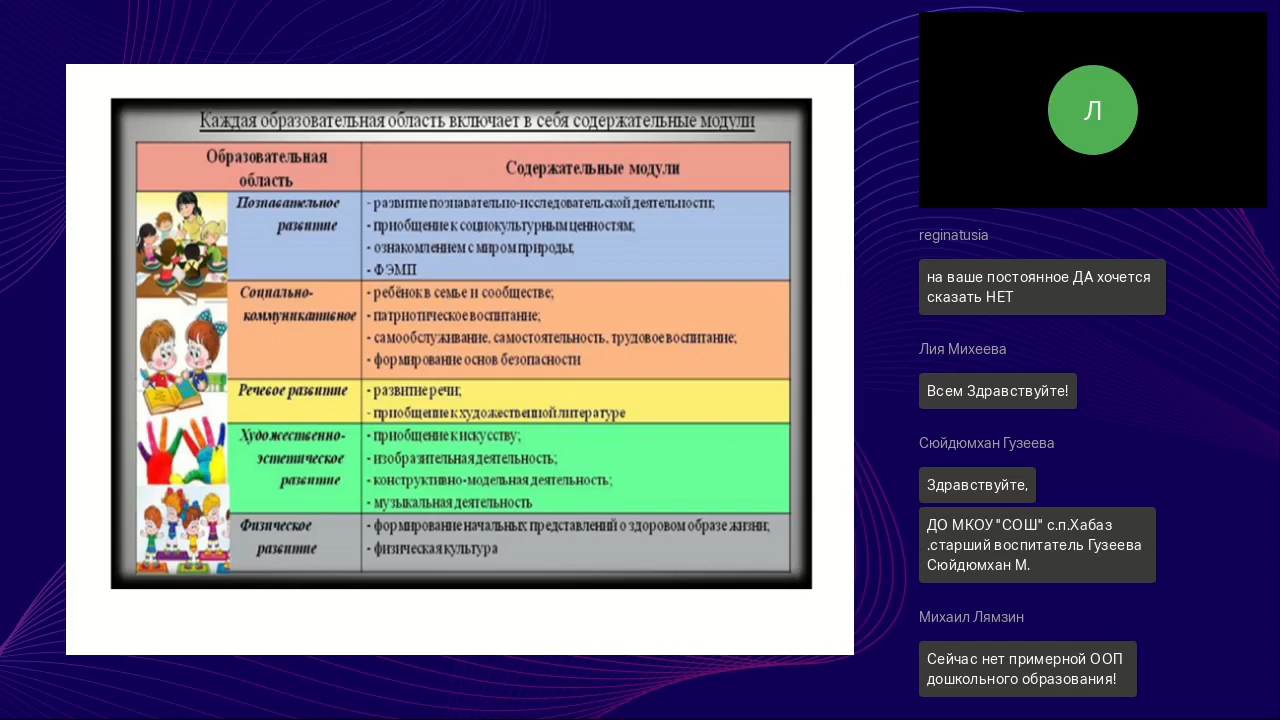 Каждая образовательная область включает в себя содержательные модули
Образовательная
область
Содержательные модули
Познавательное
развитие
- развитие познавательно-исследовательской деятельности;
- приобщение к социокультурным ценностям;
- ознакомлением с миром природы;
- ФЭМП
Социально-
коммуникативное
- ребёнок в семье и сообществе;
- патриотическое воспитание;
- самообслуживание, самостоятельность, трудовое воспитание;
- формирование основ безопасности
Речевое развитие
- развитие речи;
- приобщение к художественной литературе
Художественно-
эстетическое
развитие
- приобщение к искусству;
- изобразительная деятельность;
- конструктивно-модельная деятельность;
- музыкальная деятельность
Физическое
развитие
- формирование начальных представлений о здоровом образе жизни;
- физическая культура
Л
reginatusia
на ваше постоянное ДА хочется
сказать НЕТ
Лия Михеева
Всем Здравствуйте!
Сюйдюмхан Гузеева
Здравствуйте,
ДО МКОУ "СОШ" с.п.Хабаз
.старший воспитатель Гузеева
Сюйдюмхан М.
Михаил Лямзин
Сейчас нет примерной ООП
дошкольного образования!